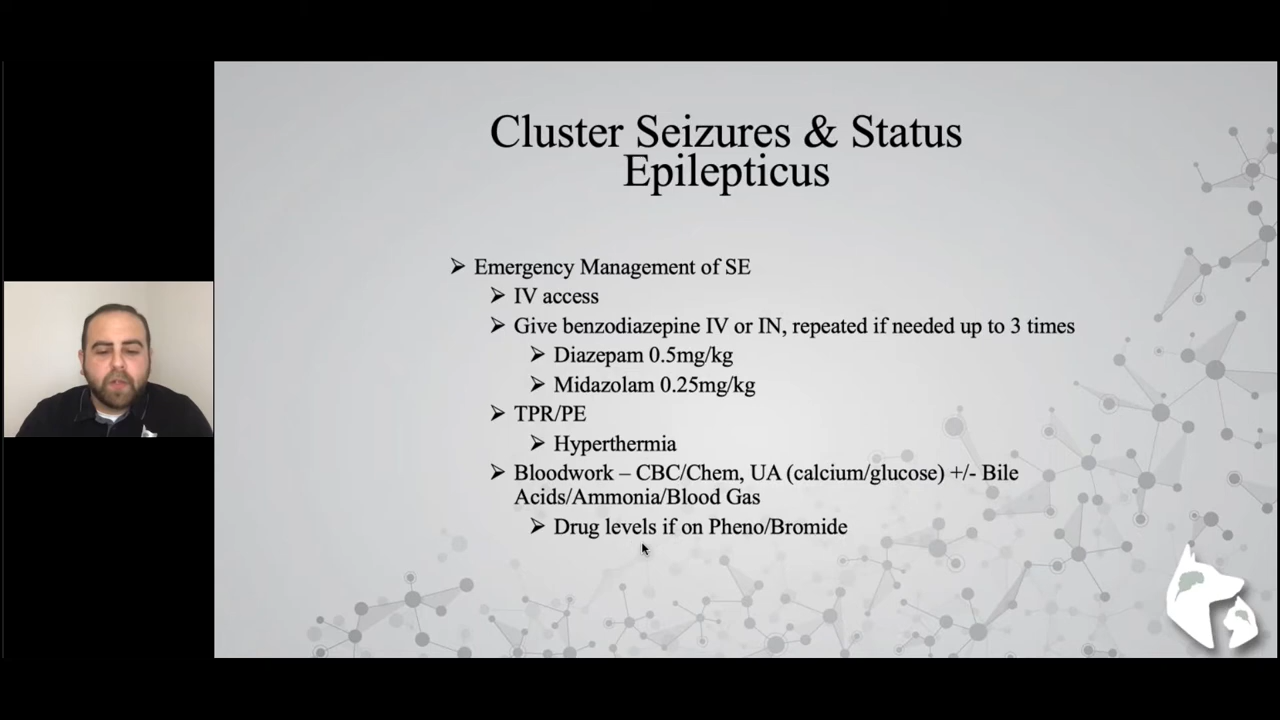 Cluster Seizures & Status
Epilepticus
Emergency Management of SE
IV access
Give benzodiazepine IV or IN, repeated if needed up to 3 times
Diazepam 0.5mg/kg
Midazolam 0.25mg/kg
TPR/PE
Hyperthermia
Bloodwork – CBC/Chem, UA (calcium/glucose) +/- Bile
Acids/Ammonia/Blood Gas
Drug levels if on Pheno/Bromide